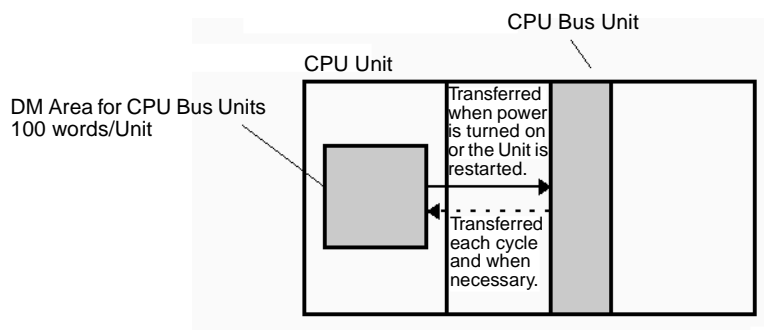 CPU Bus Unit
CPU Unit
DM Area for CPU Bus Units
100 words/Unit
Transferred
when power
is turned on
or the Unit is
restarted.
Transferred
each cycle
and when
necessary.